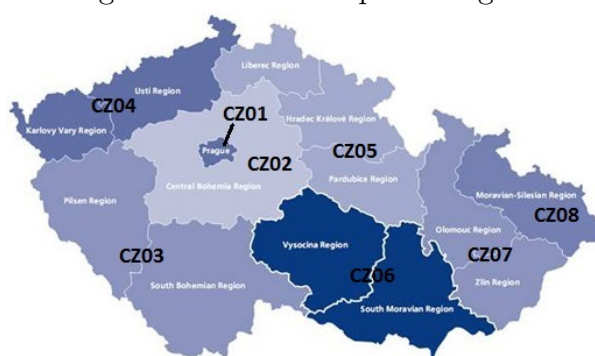 Liberec Region
Usti Region
CZ04
CZ01
Karlovy Vary Region
Hradec Králové Region
Prague
CZ05
CZ02
Central Bohemia Region
Pardubice Region
Moravian-Silesian Region
Pilsen Region
CZ08
Olomouc Region
Vysocina Region
CZ03
CZ07
CZ06
South Bohemian Region
Zlín Region
South Moravian Region